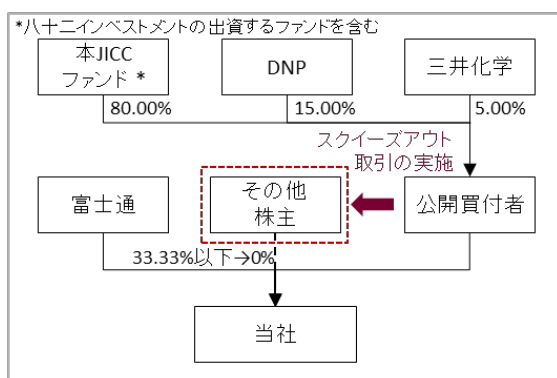 *八十二インベストメントの出資するファンドを含む
本JICC
ファンド *
DNP
三井化学
80.00%
15.00%
5.00%
スクイーズアウト
取引の実施
富士通
その他
株主
公開買付者
33.33%以下→0%
当社